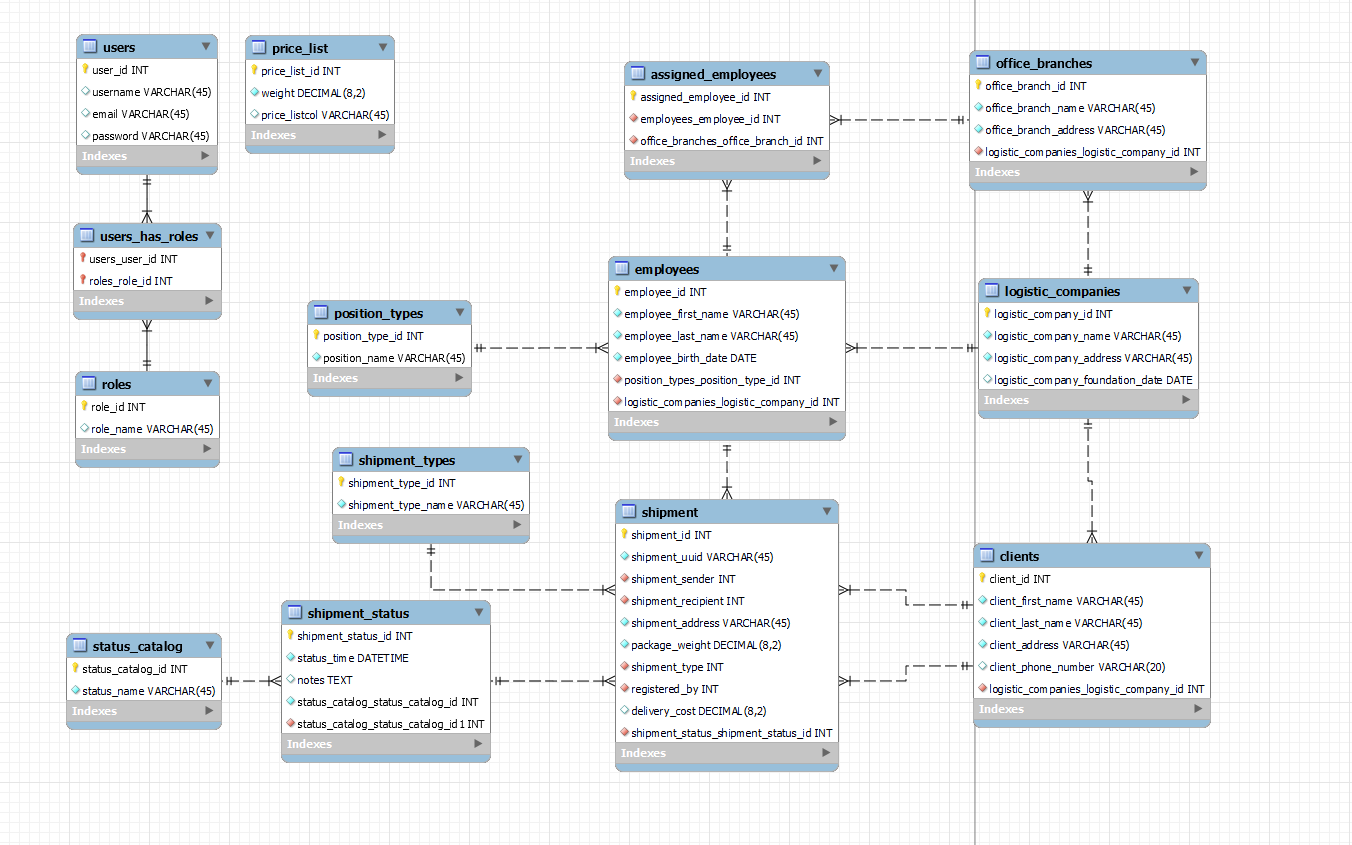 users
user_id INT
username VARCHAR(45)
email VARCHAR(45)
password VARCHAR(45)
Indexes
price_list
price_list_id INT
weight DECIMAL(8,2)
price_listcol VARCHAR(45)
Indexes
assigned_employees
assigned_employee_id INT
employees_employee_id INT
office_branches_office_branch_id INT
Indexes
office_branches
office_branch_id INT
office_branch_name VARCHAR(45)
office_branch_address VARCHAR(45)
logistic_companies_logistic_company_id INT
Indexes
users_has_roles
users_user_id INT
roles_role_id INT
Indexes
position_types
position_type_id INT
position_name VARCHAR(45)
Indexes
employees
employee_id INT
employee_first_name VARCHAR(45)
employee_last_name VARCHAR(45)
employee_birth_date DATE
position_types_position_type_id INT
logistic_companies_logistic_company_id INT
Indexes
logistic_companies
logistic_company_id INT
logistic_company_name VARCHAR(45)
logistic_company_address VARCHAR(45)
logistic_company_foundation_date DATE
Indexes
roles
role_id INT
role_name VARCHAR(45)
Indexes
shipment_types
shipment_type_id INT
shipment_type_name VARCHAR(45)
Indexes
shipment
shipment_id INT
shipment_uuid VARCHAR(45)
shipment_sender INT
shipment_recipient INT
shipment_address VARCHAR(45)
package_weight DECIMAL(8,2)
shipment_type INT
registered_by INT
delivery_cost DECIMAL(8,2)
shipment_status_shipment_status_id INT
Indexes
clients
client_id INT
client_first_name VARCHAR(45)
client_last_name VARCHAR(45)
client_address VARCHAR(45)
client_phone_number VARCHAR(20)
logistic_companies_logistic_company_id INT
Indexes
status_catalog
status_catalog_id INT
status_name VARCHAR(45)
Indexes
shipment_status
shipment_status_id INT
status_time DATETIME
notes TEXT
status_catalog_status_catalog_id INT
status_catalog_status_catalog_id1 INT
Indexes